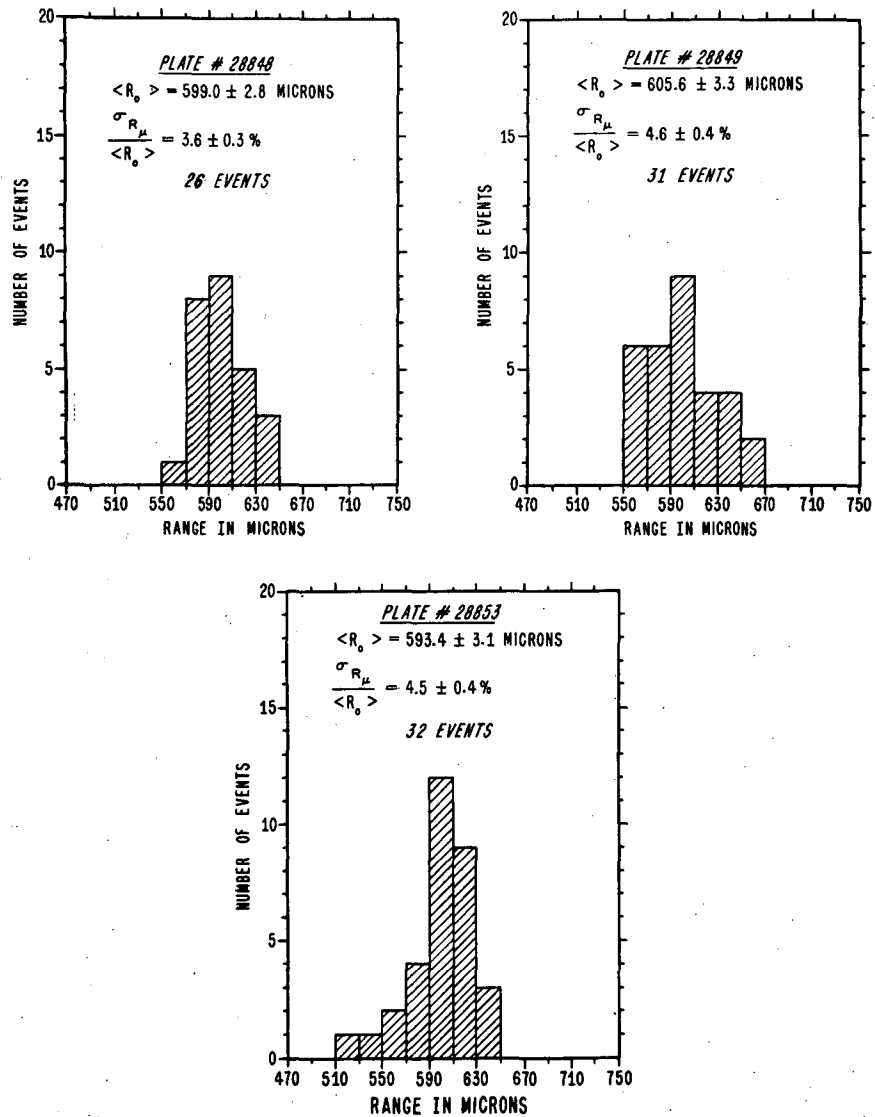 PLATE # 28848
<R₀> = 599.0 ± 2.8 MICRONS
σ_Rμ / <R₀> = 3.6 ± 0.3 %
26 EVENTS
NUMBER OF EVENTS
20
15
10
5
0
470 510 550 590 630 670 710 750
RANGE IN MICRONS
PLATE # 28849
<R₀> = 605.6 ± 3.3 MICRONS
σ_Rμ / <R₀> = 4.6 ± 0.4 %
31 EVENTS
NUMBER OF EVENTS
20
15
10
5
0
470 510 550 590 630 670 710 750
RANGE IN MICRONS
PLATE # 28853
<R₀> = 593.4 ± 3.1 MICRONS
σ_Rμ / <R₀> = 4.5 ± 0.4 %
32 EVENTS
NUMBER OF EVENTS
20
15
10
5
0
470 510 550 590 630 670 710 750
RANGE IN MICRONS